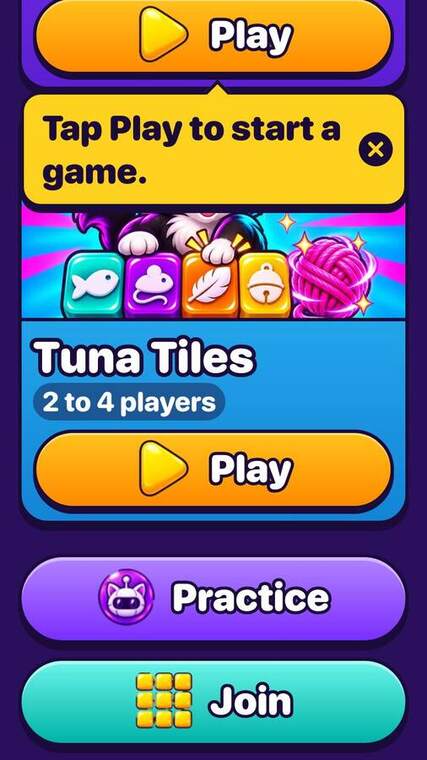 Play
Tap Play to start a
game.
Tuna Tiles
2 to 4 players
Play
Practice
Join